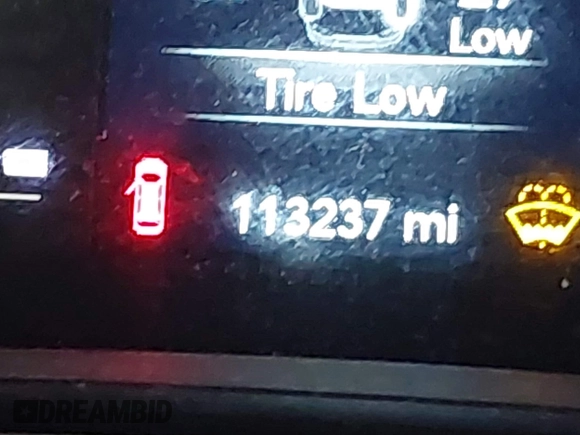 Low
Tire Low
113237 mi
DREAMBID